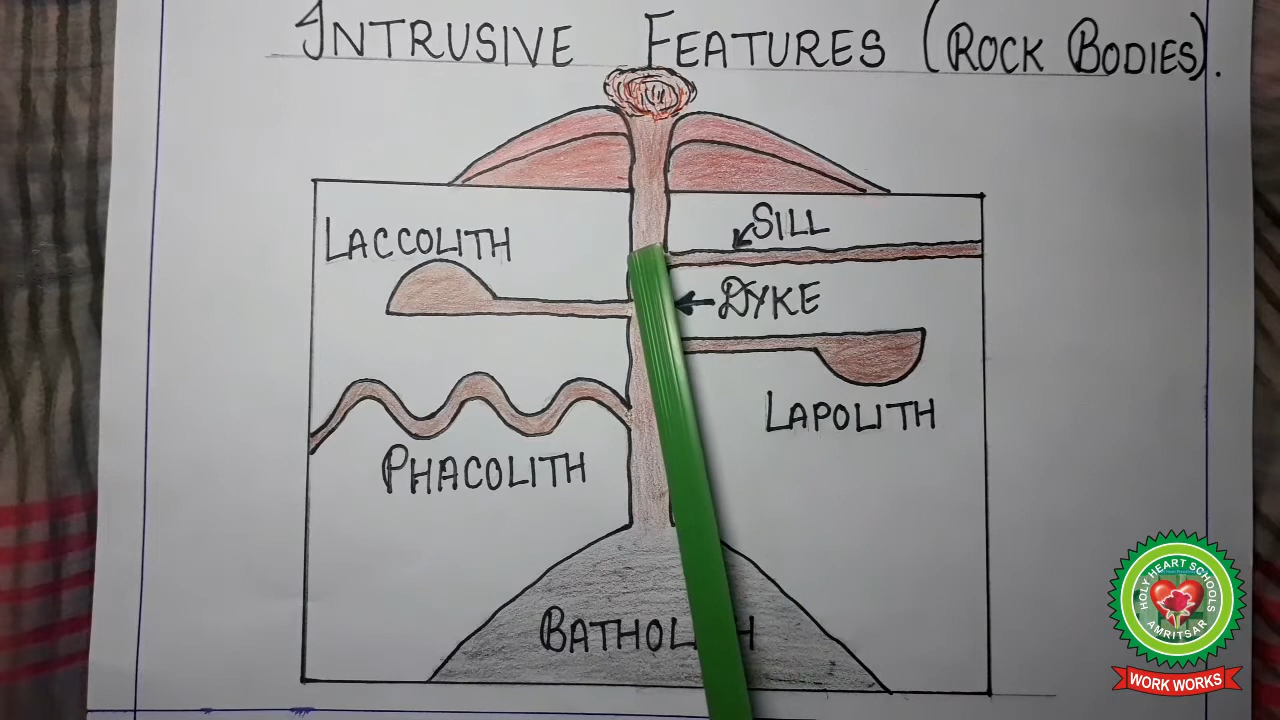 INTRUSIVE FEATURES (ROCK BODIES).
SILL
LACCOLITH
DYKE
LAPOLITH
PHACOLITH
HOLY HEART SCHOOLS
AMRITSAR
WORK WORKS